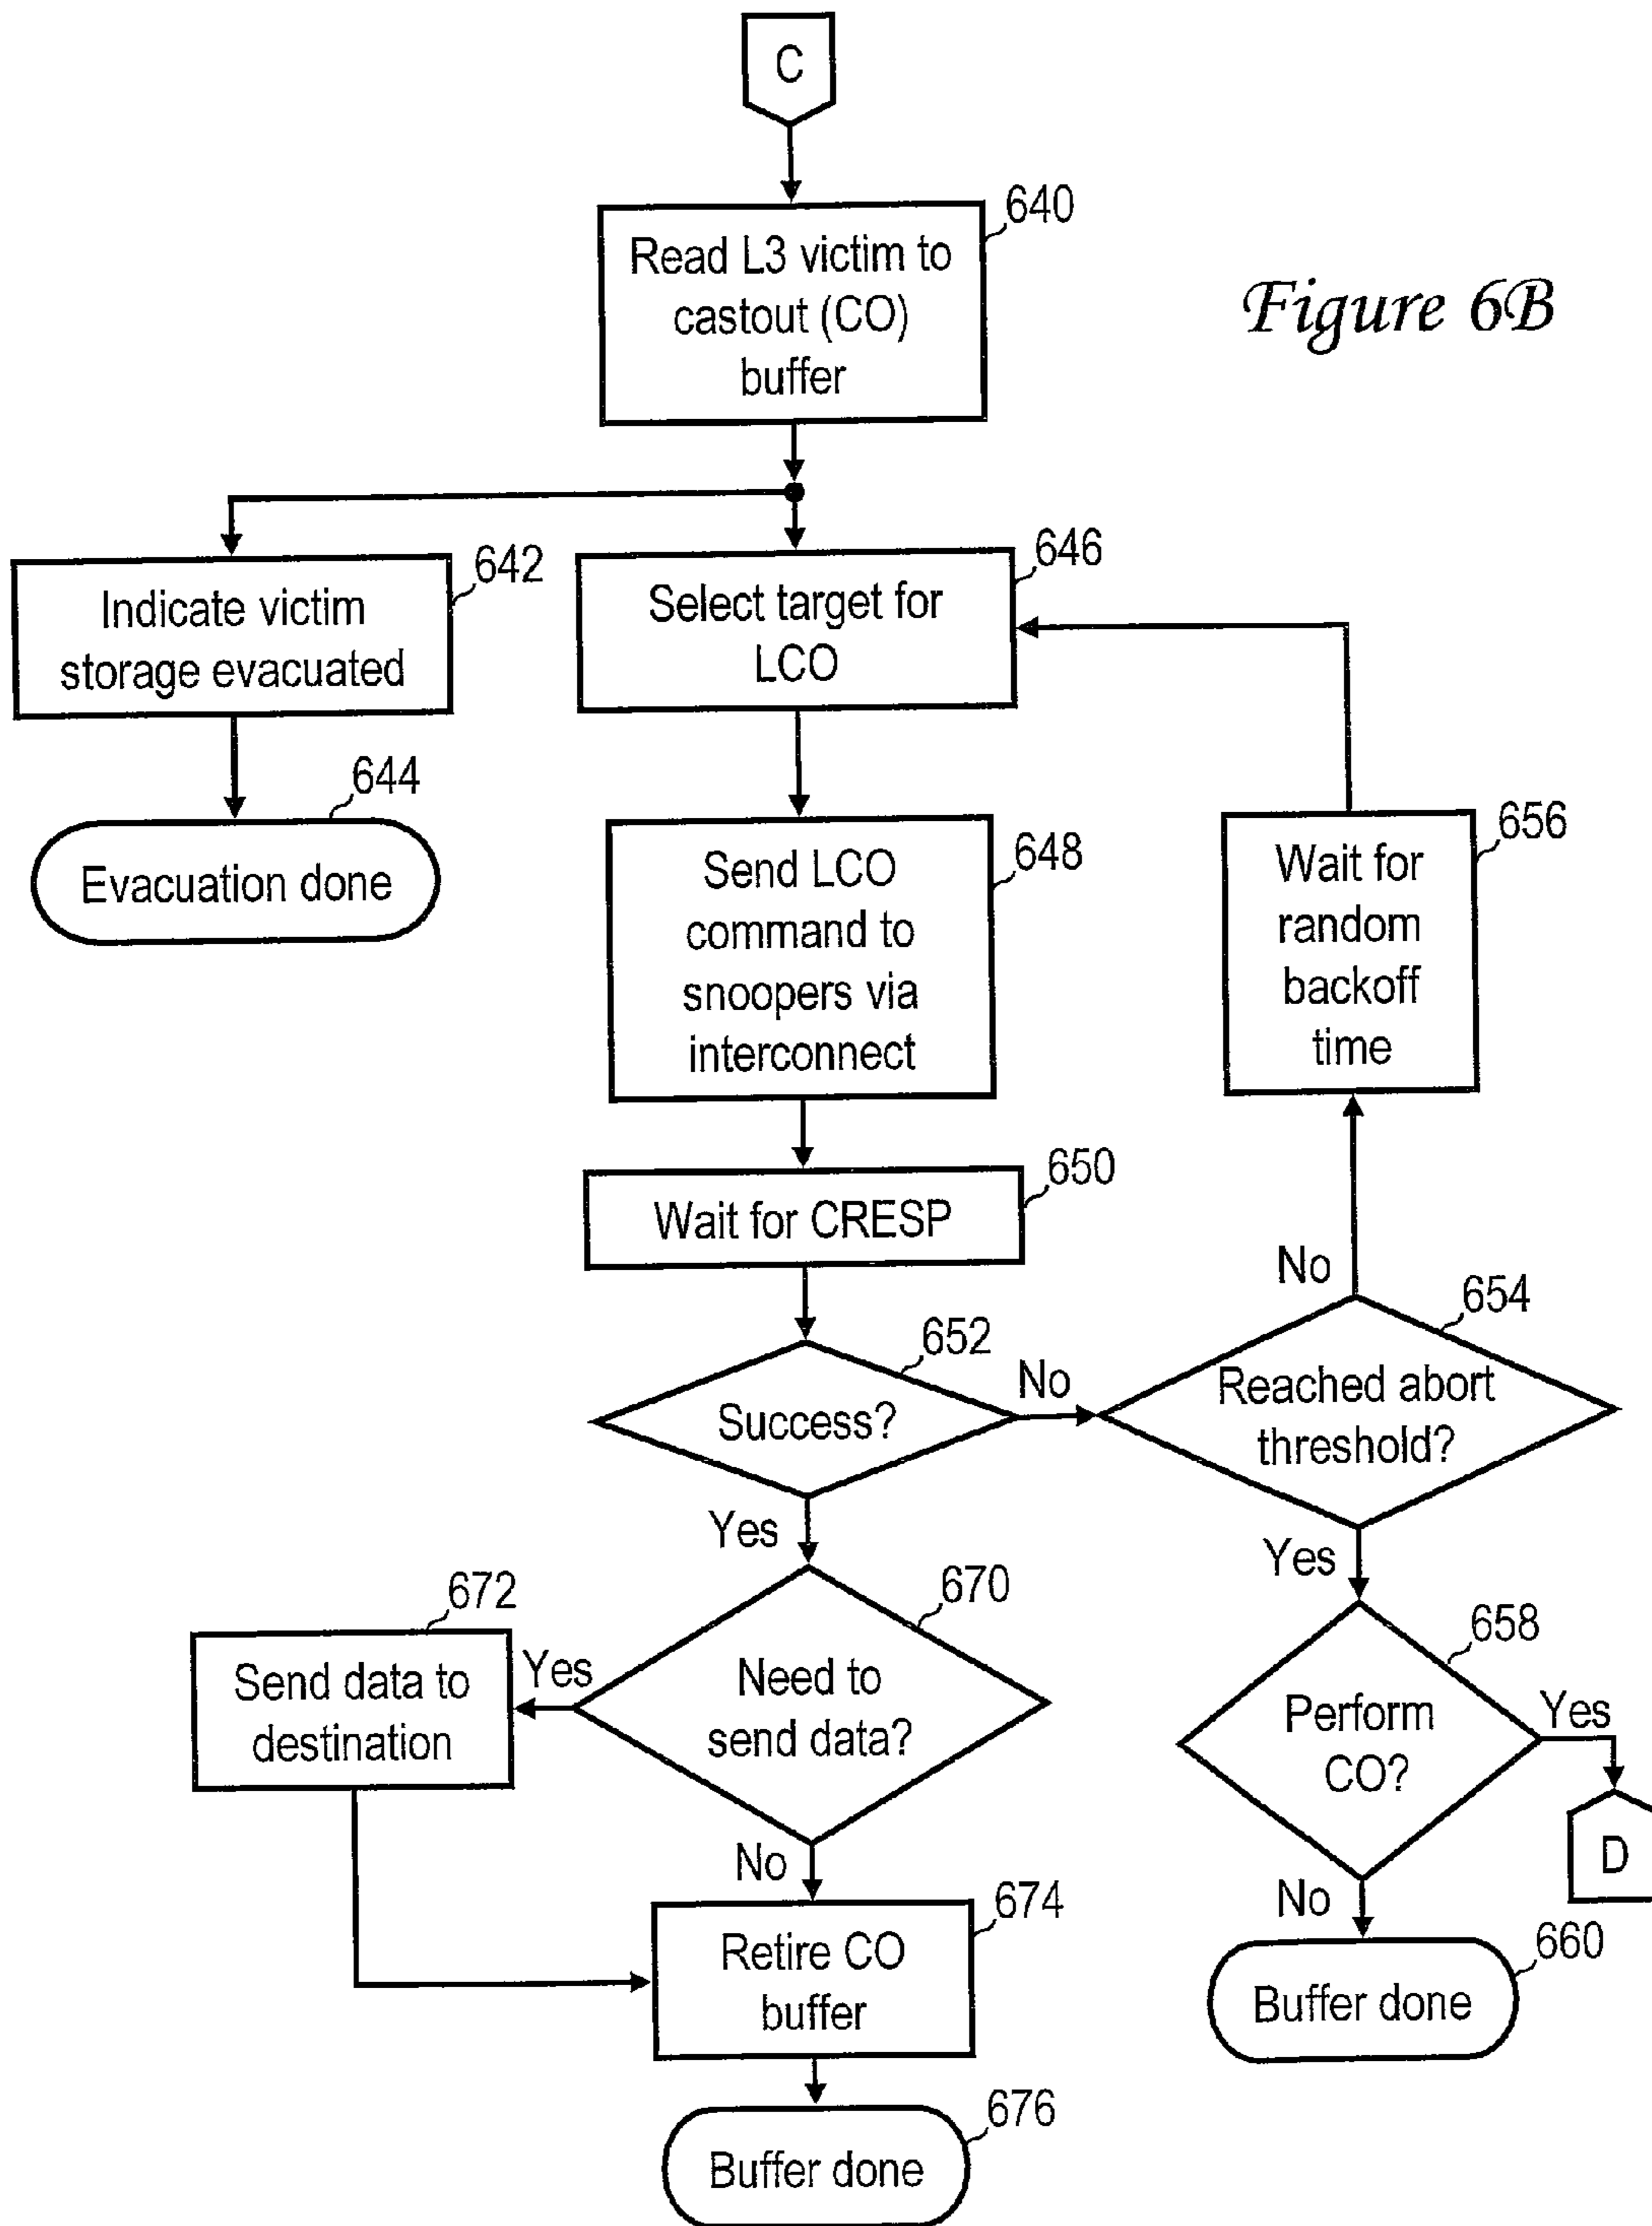 C
640
Read L3 victim to
castout (CO)
buffer
Figure 6B
642
Indicate victim
storage evacuated
646
Select target for
LCO
644
Evacuation done
648
Send LCO
command to
snoopers via
interconnect
656
Wait for
random
backoff
time
650
Wait for CRESP
No
652
Success?
No
654
Reached abort
threshold?
Yes
Yes
672
Send data to
destination
Yes
670
Need to
send data?
658
Perform
CO?
Yes
D
No
No
674
Retire CO
buffer
660
Buffer done
676
Buffer done